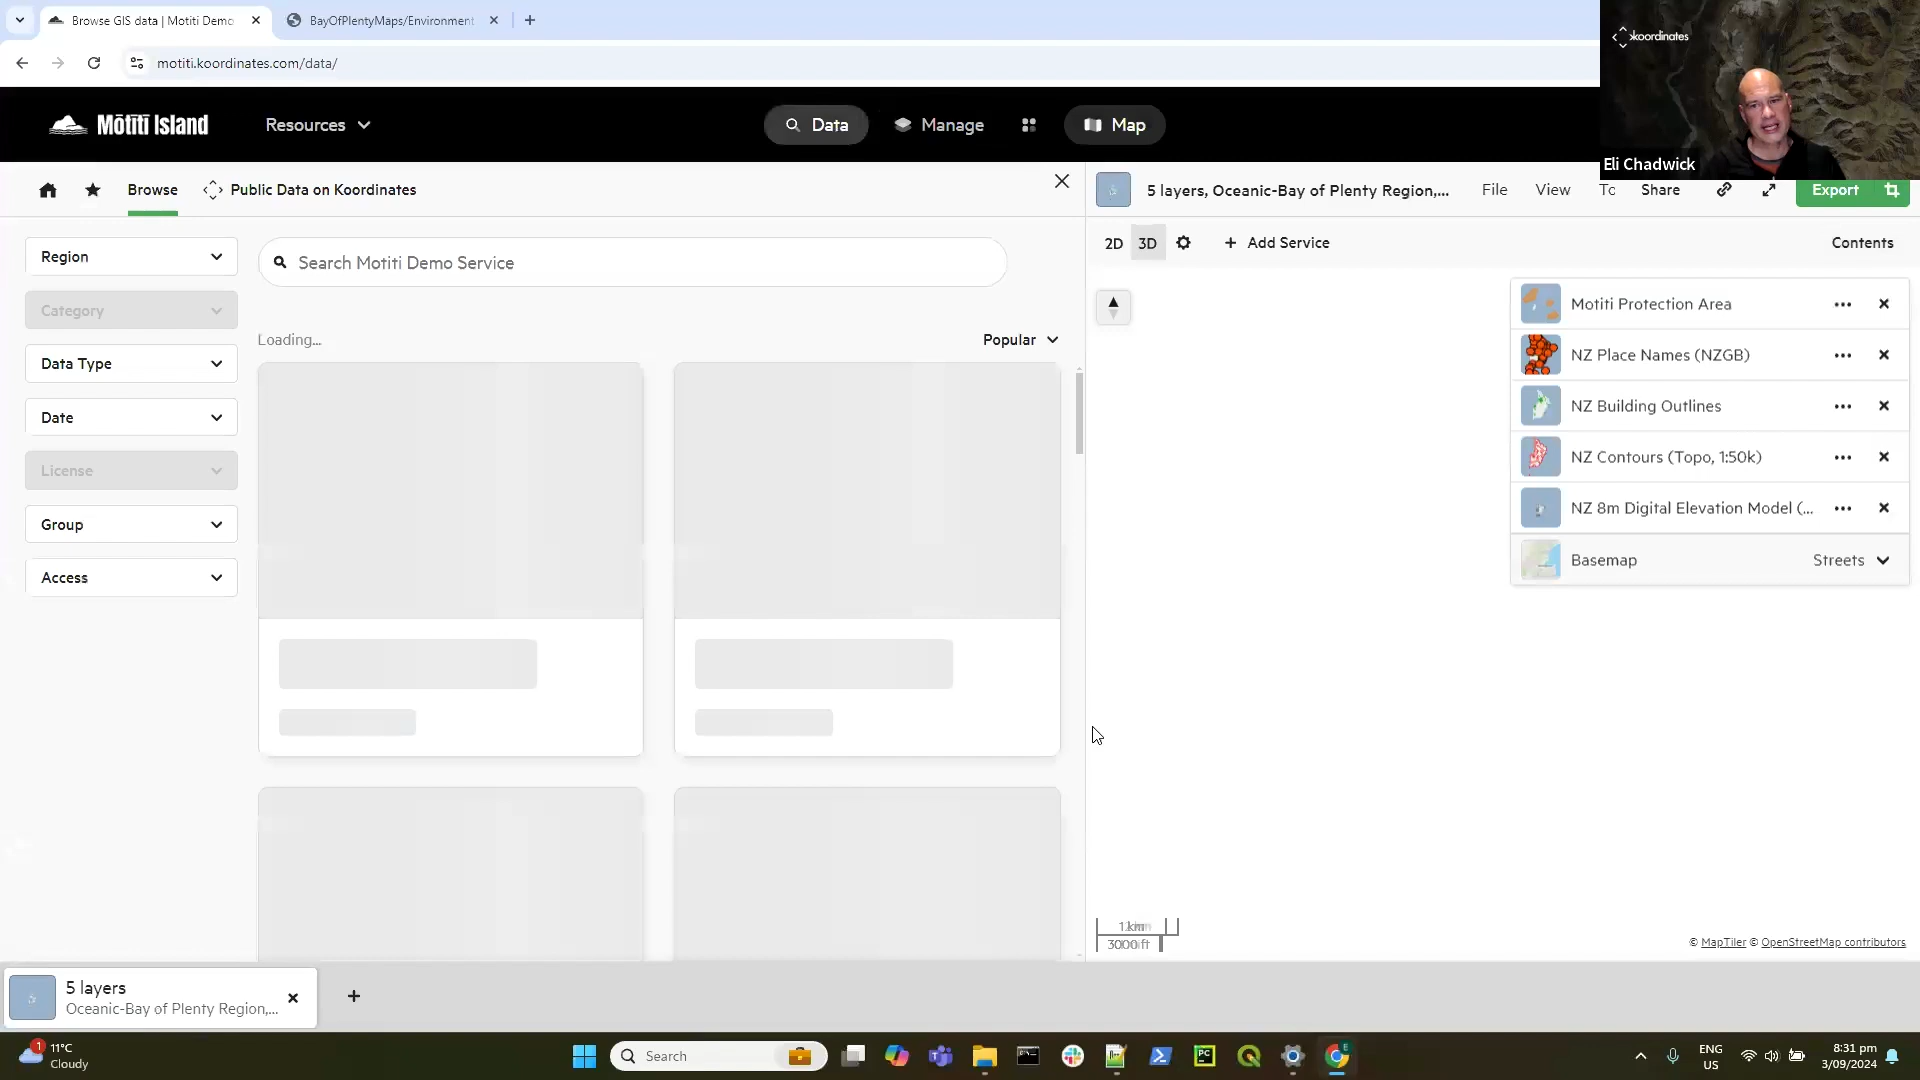 Browse GIS data | Motiti Demo
BayOfPlentyMaps/Environment
motiti.koordinates.com/data/
koordinates
Eli Chadwick
Mōtītī Island
Resources
Data
Manage
Map
Browse
Public Data on Koordinates
5 layers, Oceanic-Bay of Plenty Region,...
File
View
To
Share
Export
Region
Category
Data Type
Date
License
Group
Access
Search Motiti Demo Service
Loading...
Popular
2D
3D
+ Add Service
Contents
Motiti Protection Area
NZ Place Names (NZGB)
NZ Building Outlines
NZ Contours (Topo, 1:50k)
NZ 8m Digital Elevation Model (...
Basemap
Streets
1 km
3000 ft
© MapTiler © OpenStreetMap contributors
5 layers
Oceanic-Bay of Plenty Region,...
1
11°C
Cloudy
Search
ENG
US
8:31 pm
3/09/2024